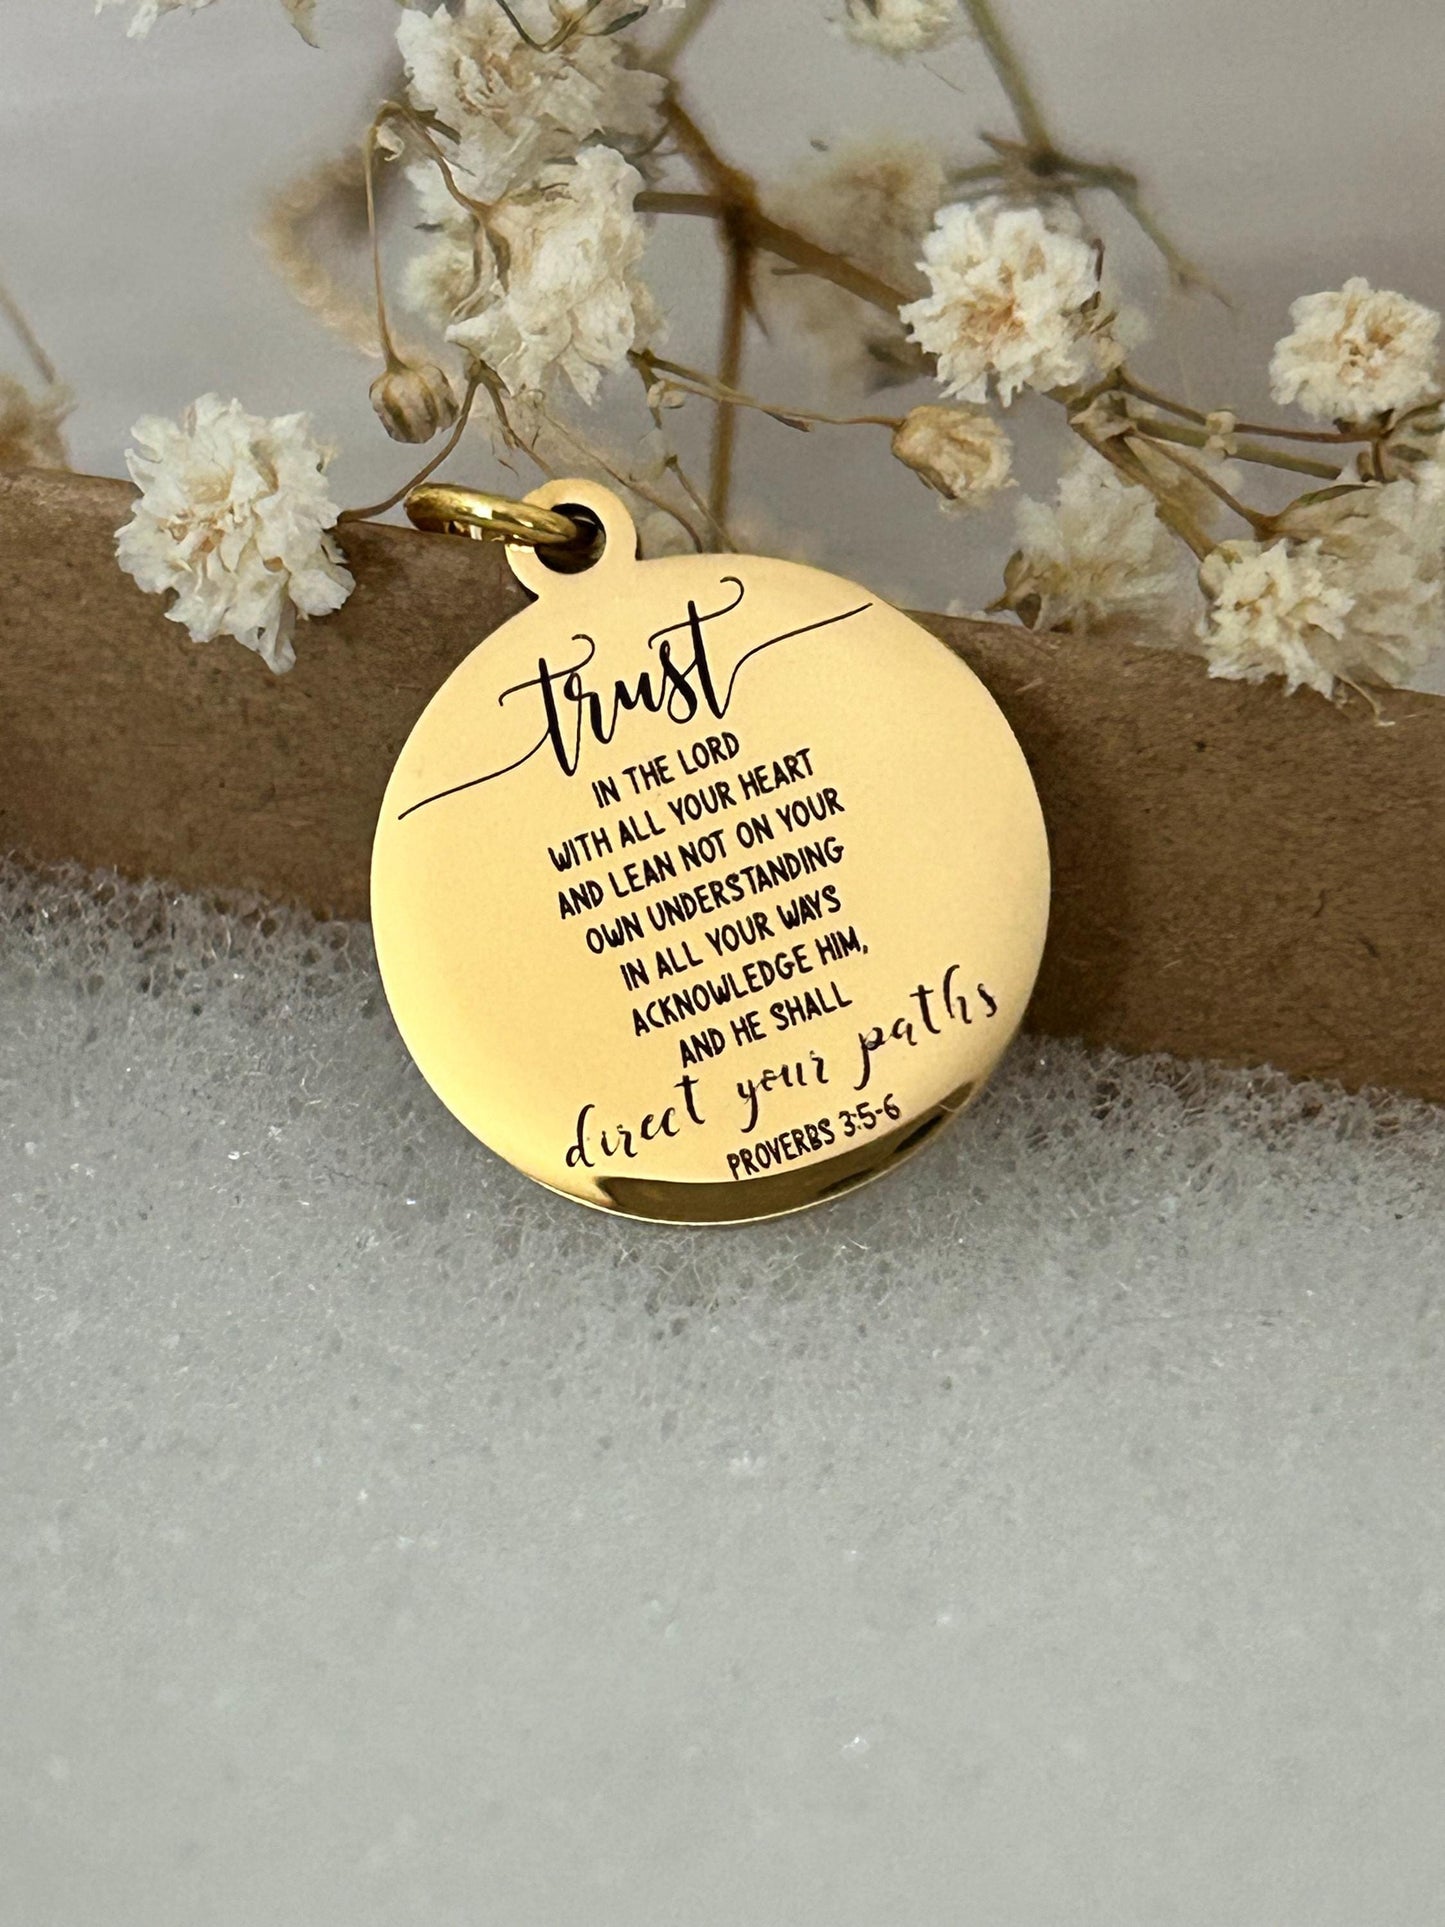 trust
IN THE LORD
WITH ALL YOUR HEART
AND LEAN NOT ON YOUR
OWN UNDERSTANDING
IN ALL YOUR WAYS
ACKNOWLEDGE HIM,
AND HE SHALL
direct your paths
PROVERBS 3:5-6